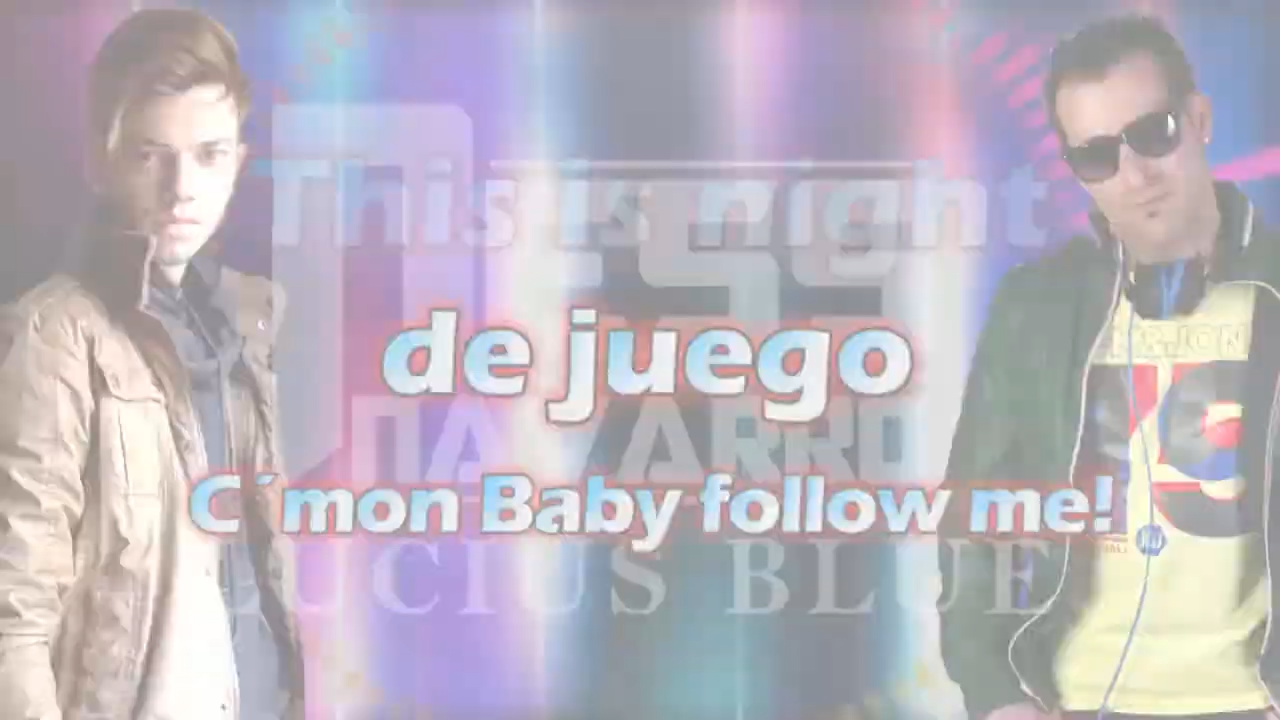 This is night
de juego
NAVARRO
C´mon Baby follow me!
LUCIUS BLUE